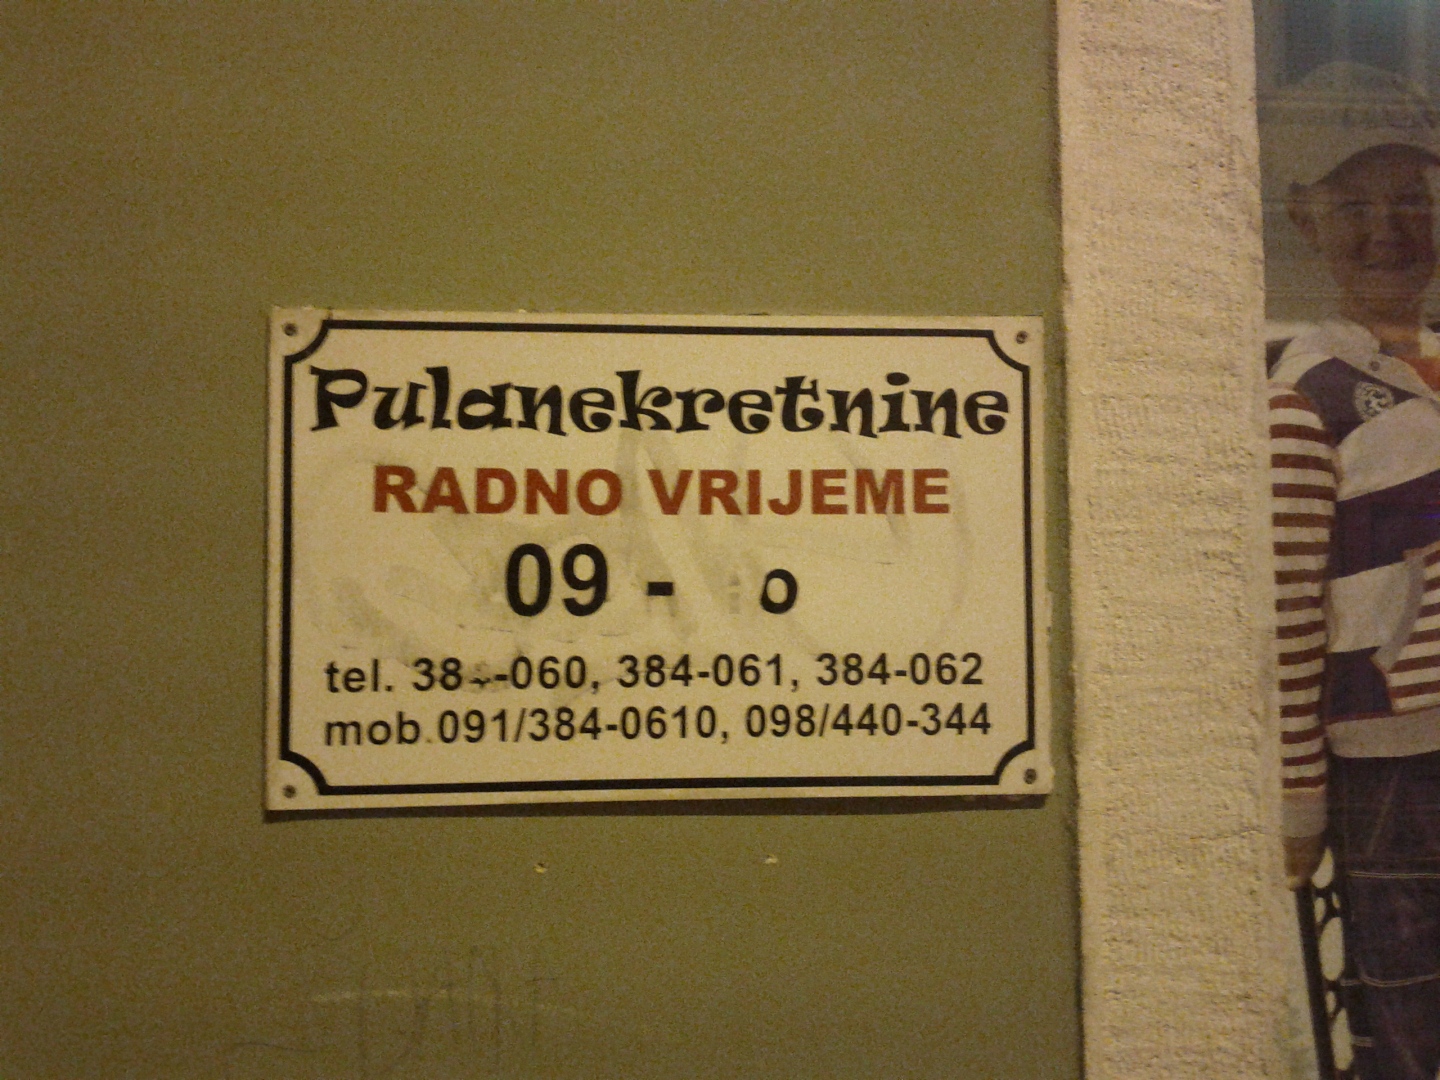 Pulanekretnine
RADNO VRIJEME
09 -
tel. 384-061, 384-062
mob.091/384-0610, 098/440-344